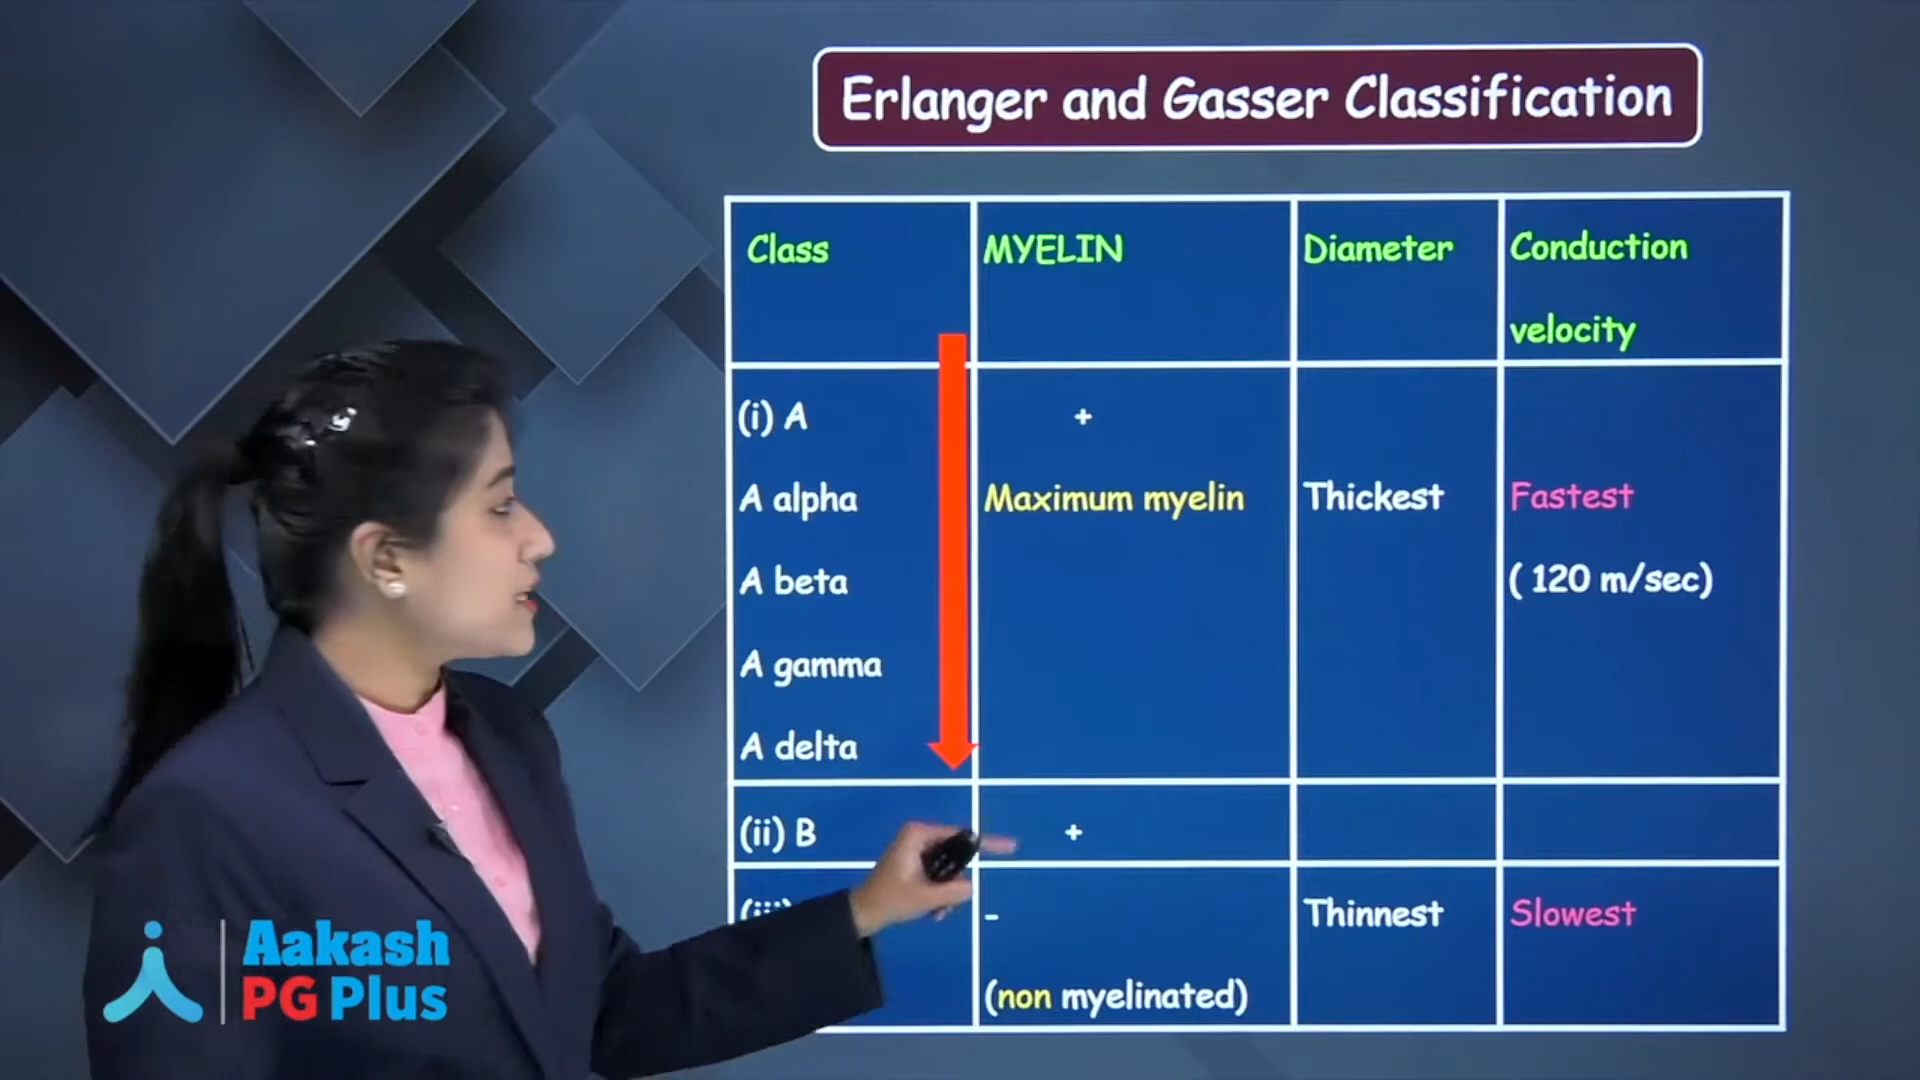 Erlanger and Gasser Classification
Class MYELIN Diameter Conduction
velocity
(i) A +
A alpha Maximum myelin Thickest Fastest
A beta ( 120 m/sec)
A gamma
A delta
(ii) B +
- Thinnest Slowest
(non myelinated)
Aakash
PG Plus